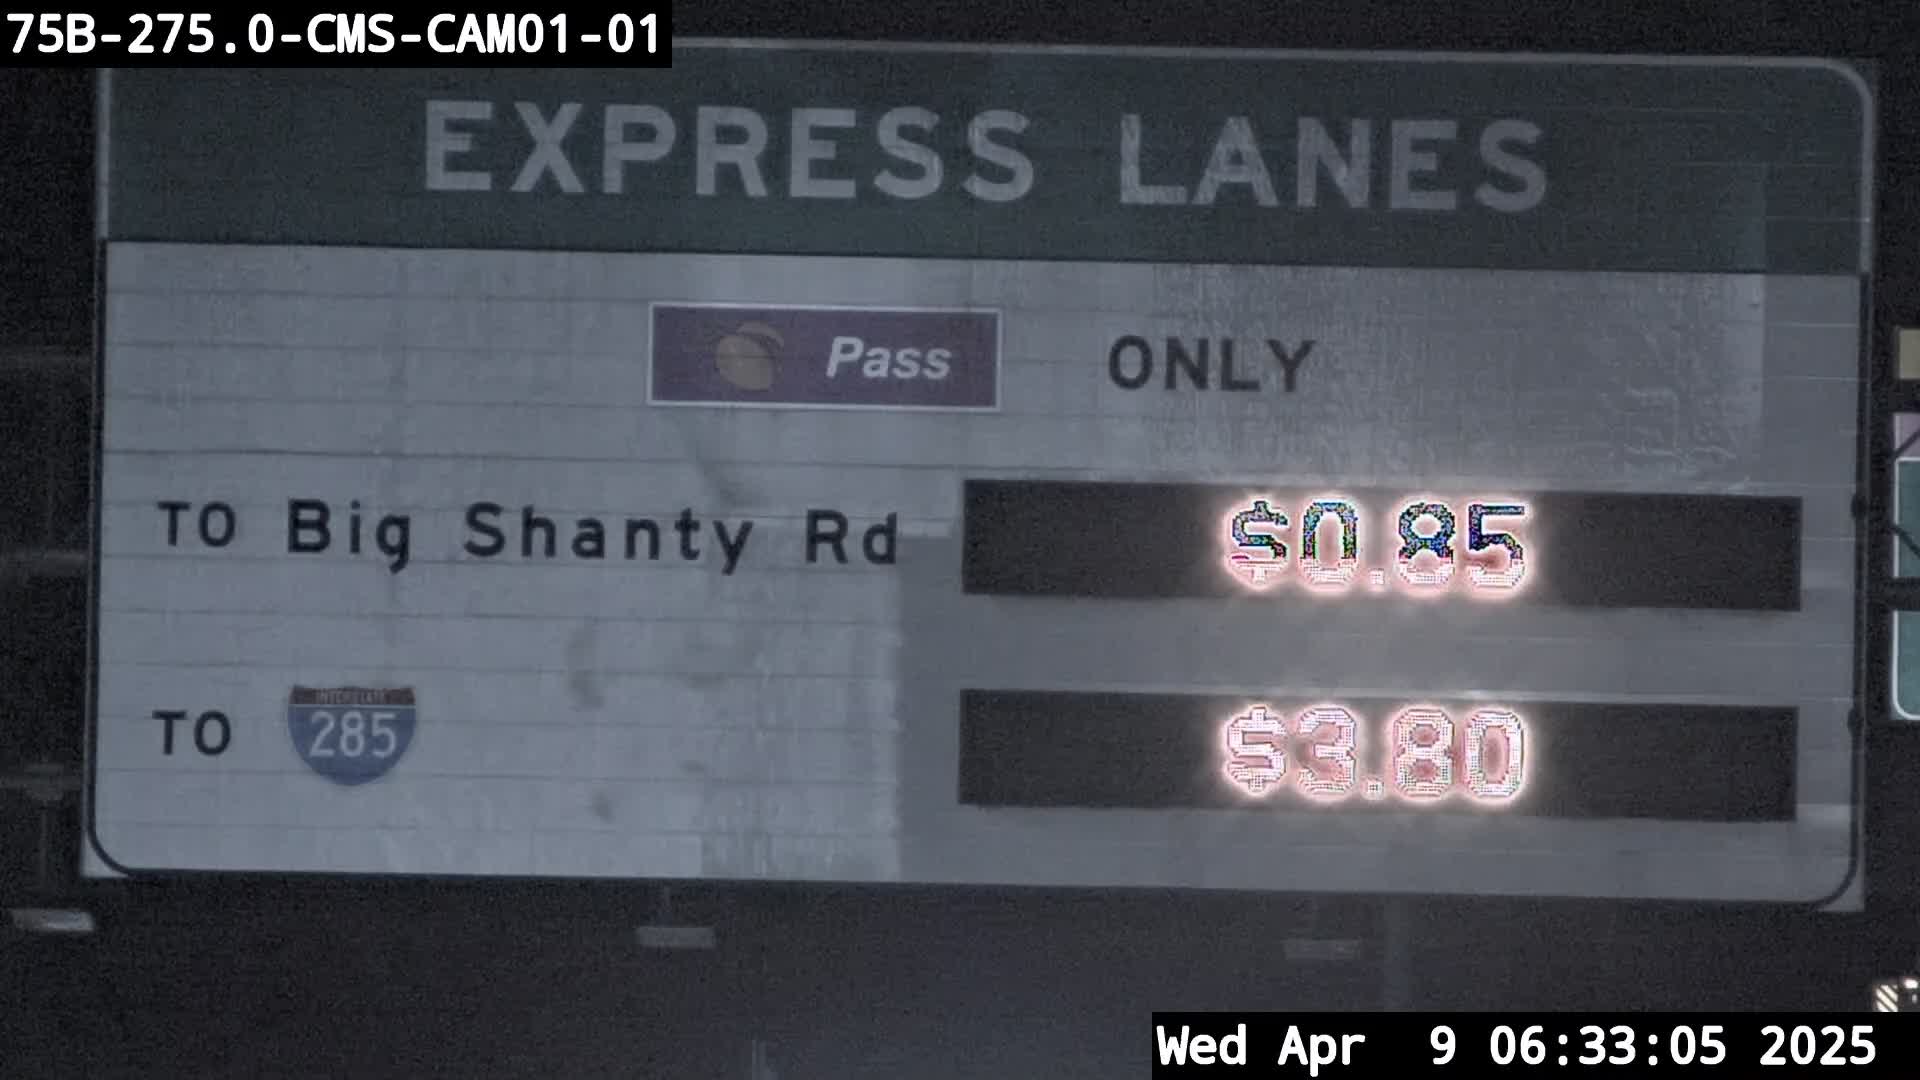 75B-275.0-CMS-CAM01-01
EXPRESS LANES
Pass ONLY
TO Big Shanty Rd $0.85
INTERSTATE
TO 285 $3.80
Wed Apr 9 06:33:05 2025